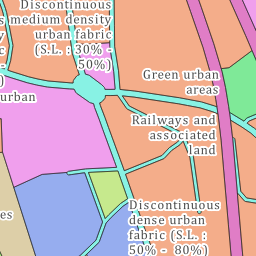 Discontinuous
medium density
urban fabric
(S.L. : 30% -
50%)
Green urban
areas
urban
Railways and
associated
land
Discontinuous
dense urban
fabric (S.L. :
50% - 80%)